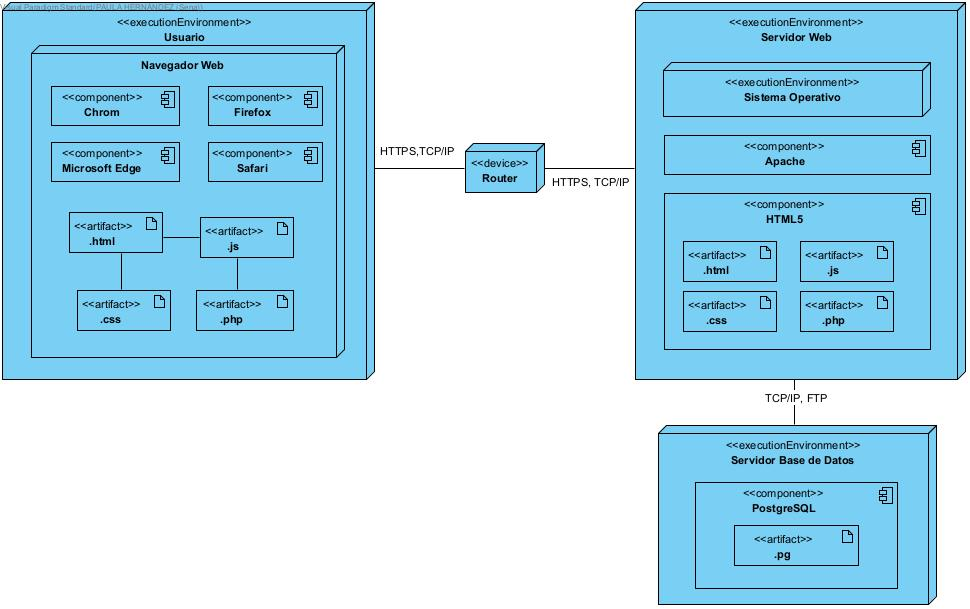 Visual Paradigm Standard(PAULA HERNÁNDEZ(Sena))
<<executionEnvironment>>
Usuario
Navegador Web
<<component>>
Chrom
<<component>>
Firefox
<<component>>
Microsoft Edge
<<component>>
Safari
<<artifact>>
.html
<<artifact>>
.js
<<artifact>>
.css
<<artifact>>
.php
HTTPS,TCP/IP
<<device>>
Router
HTTPS, TCP/IP
<<executionEnvironment>>
Servidor Web
<<executionEnvironment>>
Sistema Operativo
<<component>>
Apache
<<component>>
HTML5
<<artifact>>
.html
<<artifact>>
.js
<<artifact>>
.css
<<artifact>>
.php
TCP/IP, FTP
<<executionEnvironment>>
Servidor Base de Datos
<<component>>
PostgreSQL
<<artifact>>
.pg